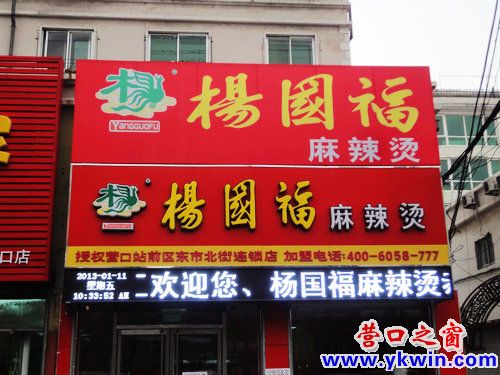 楊國福
YANGGUOFU
麻辣烫
楊國福
YANGGUOFU
麻辣烫
授权营口站前区东市北街连锁店 加盟电话:400-6058-777
2013-01-11
星期五
10:33:52 AM
欢迎您、杨国福麻辣烫
口店
营口之窗
www.ykwin.com